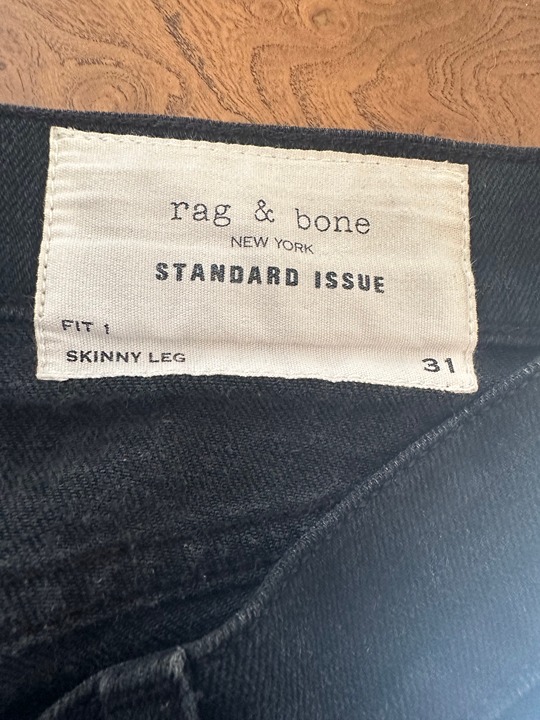 rag & bone
NEW YORK
STANDARD ISSUE
FIT 1
SKINNY LEG
31